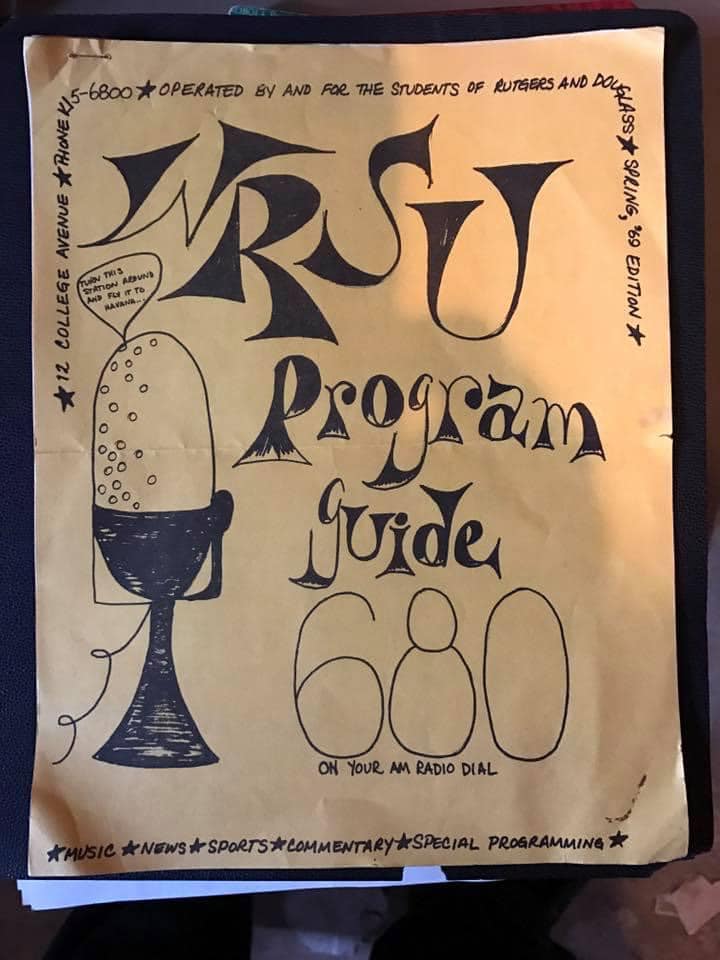 ★ 12 COLLEGE AVENUE ★ PHONE KI 5-6800 ★ OPERATED BY AND FOR THE STUDENTS OF RUTGERS AND DOUGLASS ★ SPRING, '69 EDITION ★
WRSU
TURN THIS
STATION AROUND
AND FLY IT TO
HAVANA...
Program
guide
680
ON YOUR AM RADIO DIAL
★MUSIC ★NEWS★SPORTS★COMMENTARY★SPECIAL PROGRAMMING★